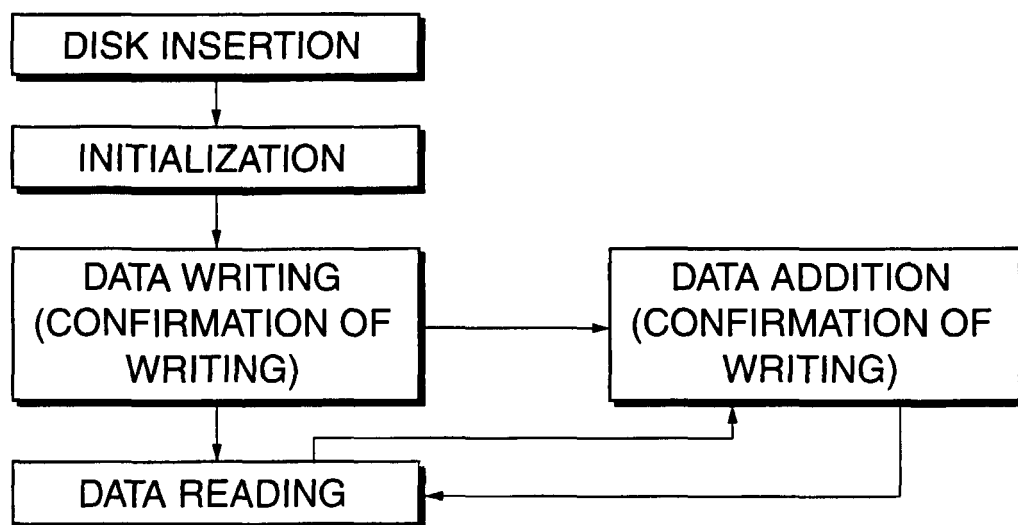 DISK INSERTION
INITIALIZATION
DATA WRITING
(CONFIRMATION OF
WRITING)
DATA ADDITION
(CONFIRMATION OF
WRITING)
DATA READING